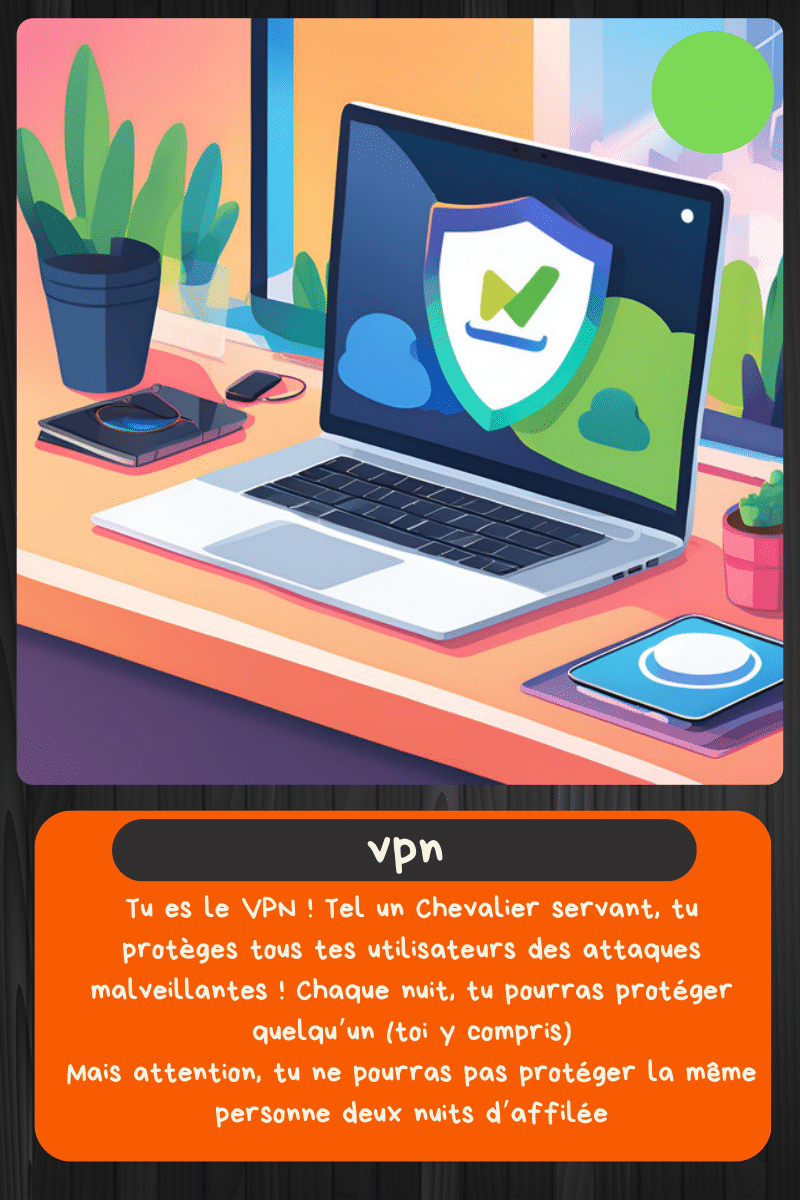 vpn
Tu es le VPN ! Tel un Chevalier servant, tu
protèges tous tes utilisateurs des attaques
malveillantes ! Chaque nuit, tu pourras protéger
quelqu'un (toi y compris)
Mais attention, tu ne pourras pas protéger la même
personne deux nuits d'affilée